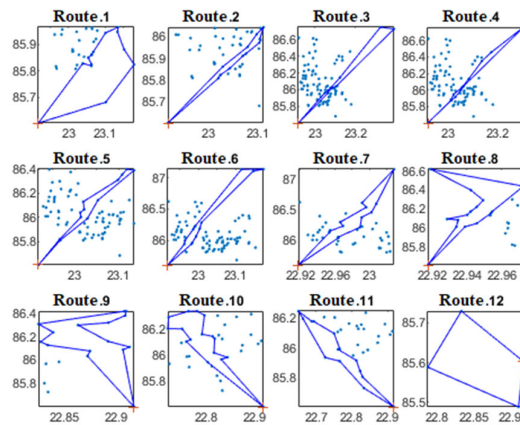 Route.1 Route.2 Route.3 Route.4
85.9 86 86.6 86.6
85.8 85.9 86.4 86.4
85.7 85.8 86.2 86.2
85.7 86 86
85.8 85.8
23 23.1 23 23.1 23 23.2 23 23.2
Route.5 Route.6 Route.7 Route.8
86.4 87 87 86.6
86.2 86.5 86.5 86.4
86 86 86 86.2
85.8 86
85.8
23 23.1 23 23.1 22.92 22.96 23 22.92 22.94 22.96
Route.9 Route.10 Route.11 Route.12
86.4 86.2 86.2 85.7
86.2 86 86 85.6
86 85.8 85.8 85.5
85.8
22.85 22.9 22.8 22.9 22.7 22.8 22.9 22.8 22.85 22.9